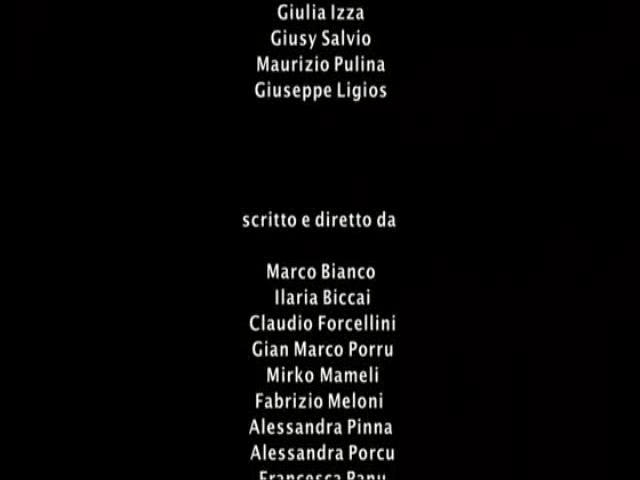 Giulia Izza
Giusy Salvio
Maurizio Pulina
Giuseppe Ligios
scritto e diretto da
Marco Bianco
Ilaria Biccai
Claudio Forcellini
Gian Marco Porru
Mirko Mameli
Fabrizio Meloni
Alessandra Pinna
Alessandra Porcu
Francesca